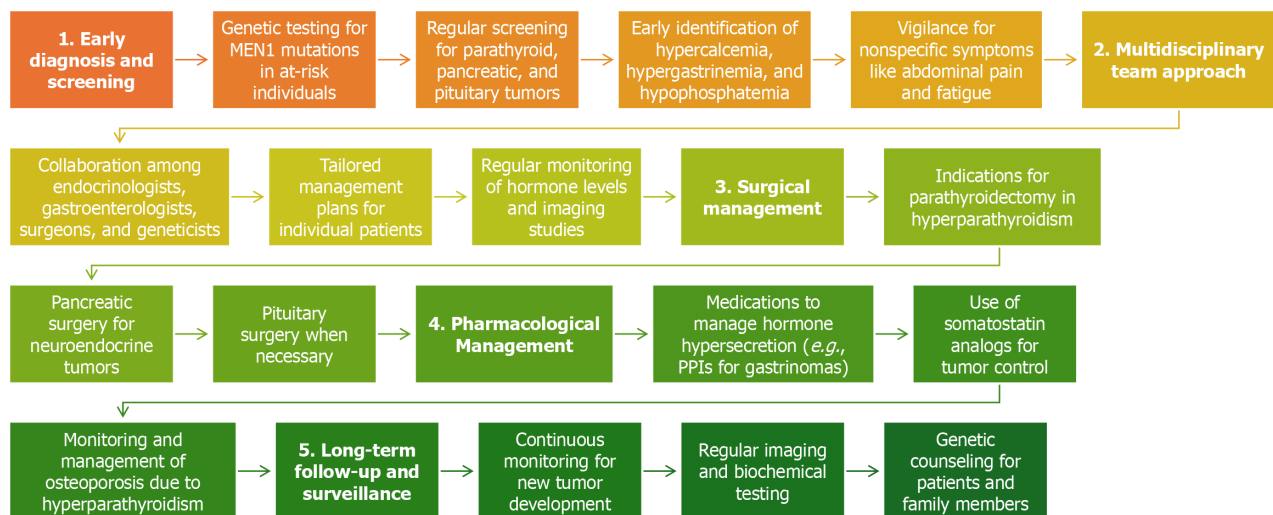 1. Early
diagnosis and
screening
Genetic testing for
MEN1 mutations
in at-risk
individuals
Regular screening
for parathyroid,
pancreatic, and
pituitary tumors
Early identification of
hypercalcemia,
hypergastrinemia, and
hypophosphatemia
Vigilance for
nonspecific symptoms
like abdominal pain
and fatigue
2. Multidisciplinary
team approach
Collaboration among
endocrinologists,
gastroenterologists,
surgeons, and geneticists
Tailored
management
plans for
individual patients
Regular monitoring
of hormone levels
and imaging
studies
3. Surgical
management
Indications for
parathyroidectomy in
hyperparathyroidism
Pancreatic
surgery for
neuroendocrine
tumors
Pituitary
surgery when
necessary
4. Pharmacological
Management
Medications to
manage hormone
hypersecretion (e.g.,
PPIs for gastrinomas)
Use of
somatostatin
analogs for
tumor control
Monitoring and
management of
osteoporosis due to
hyperparathyroidism
5. Long-term
follow-up and
surveillance
Continuous
monitoring for
new tumor
development
Regular imaging
and biochemical
testing
Genetic
counseling for
patients and
family members